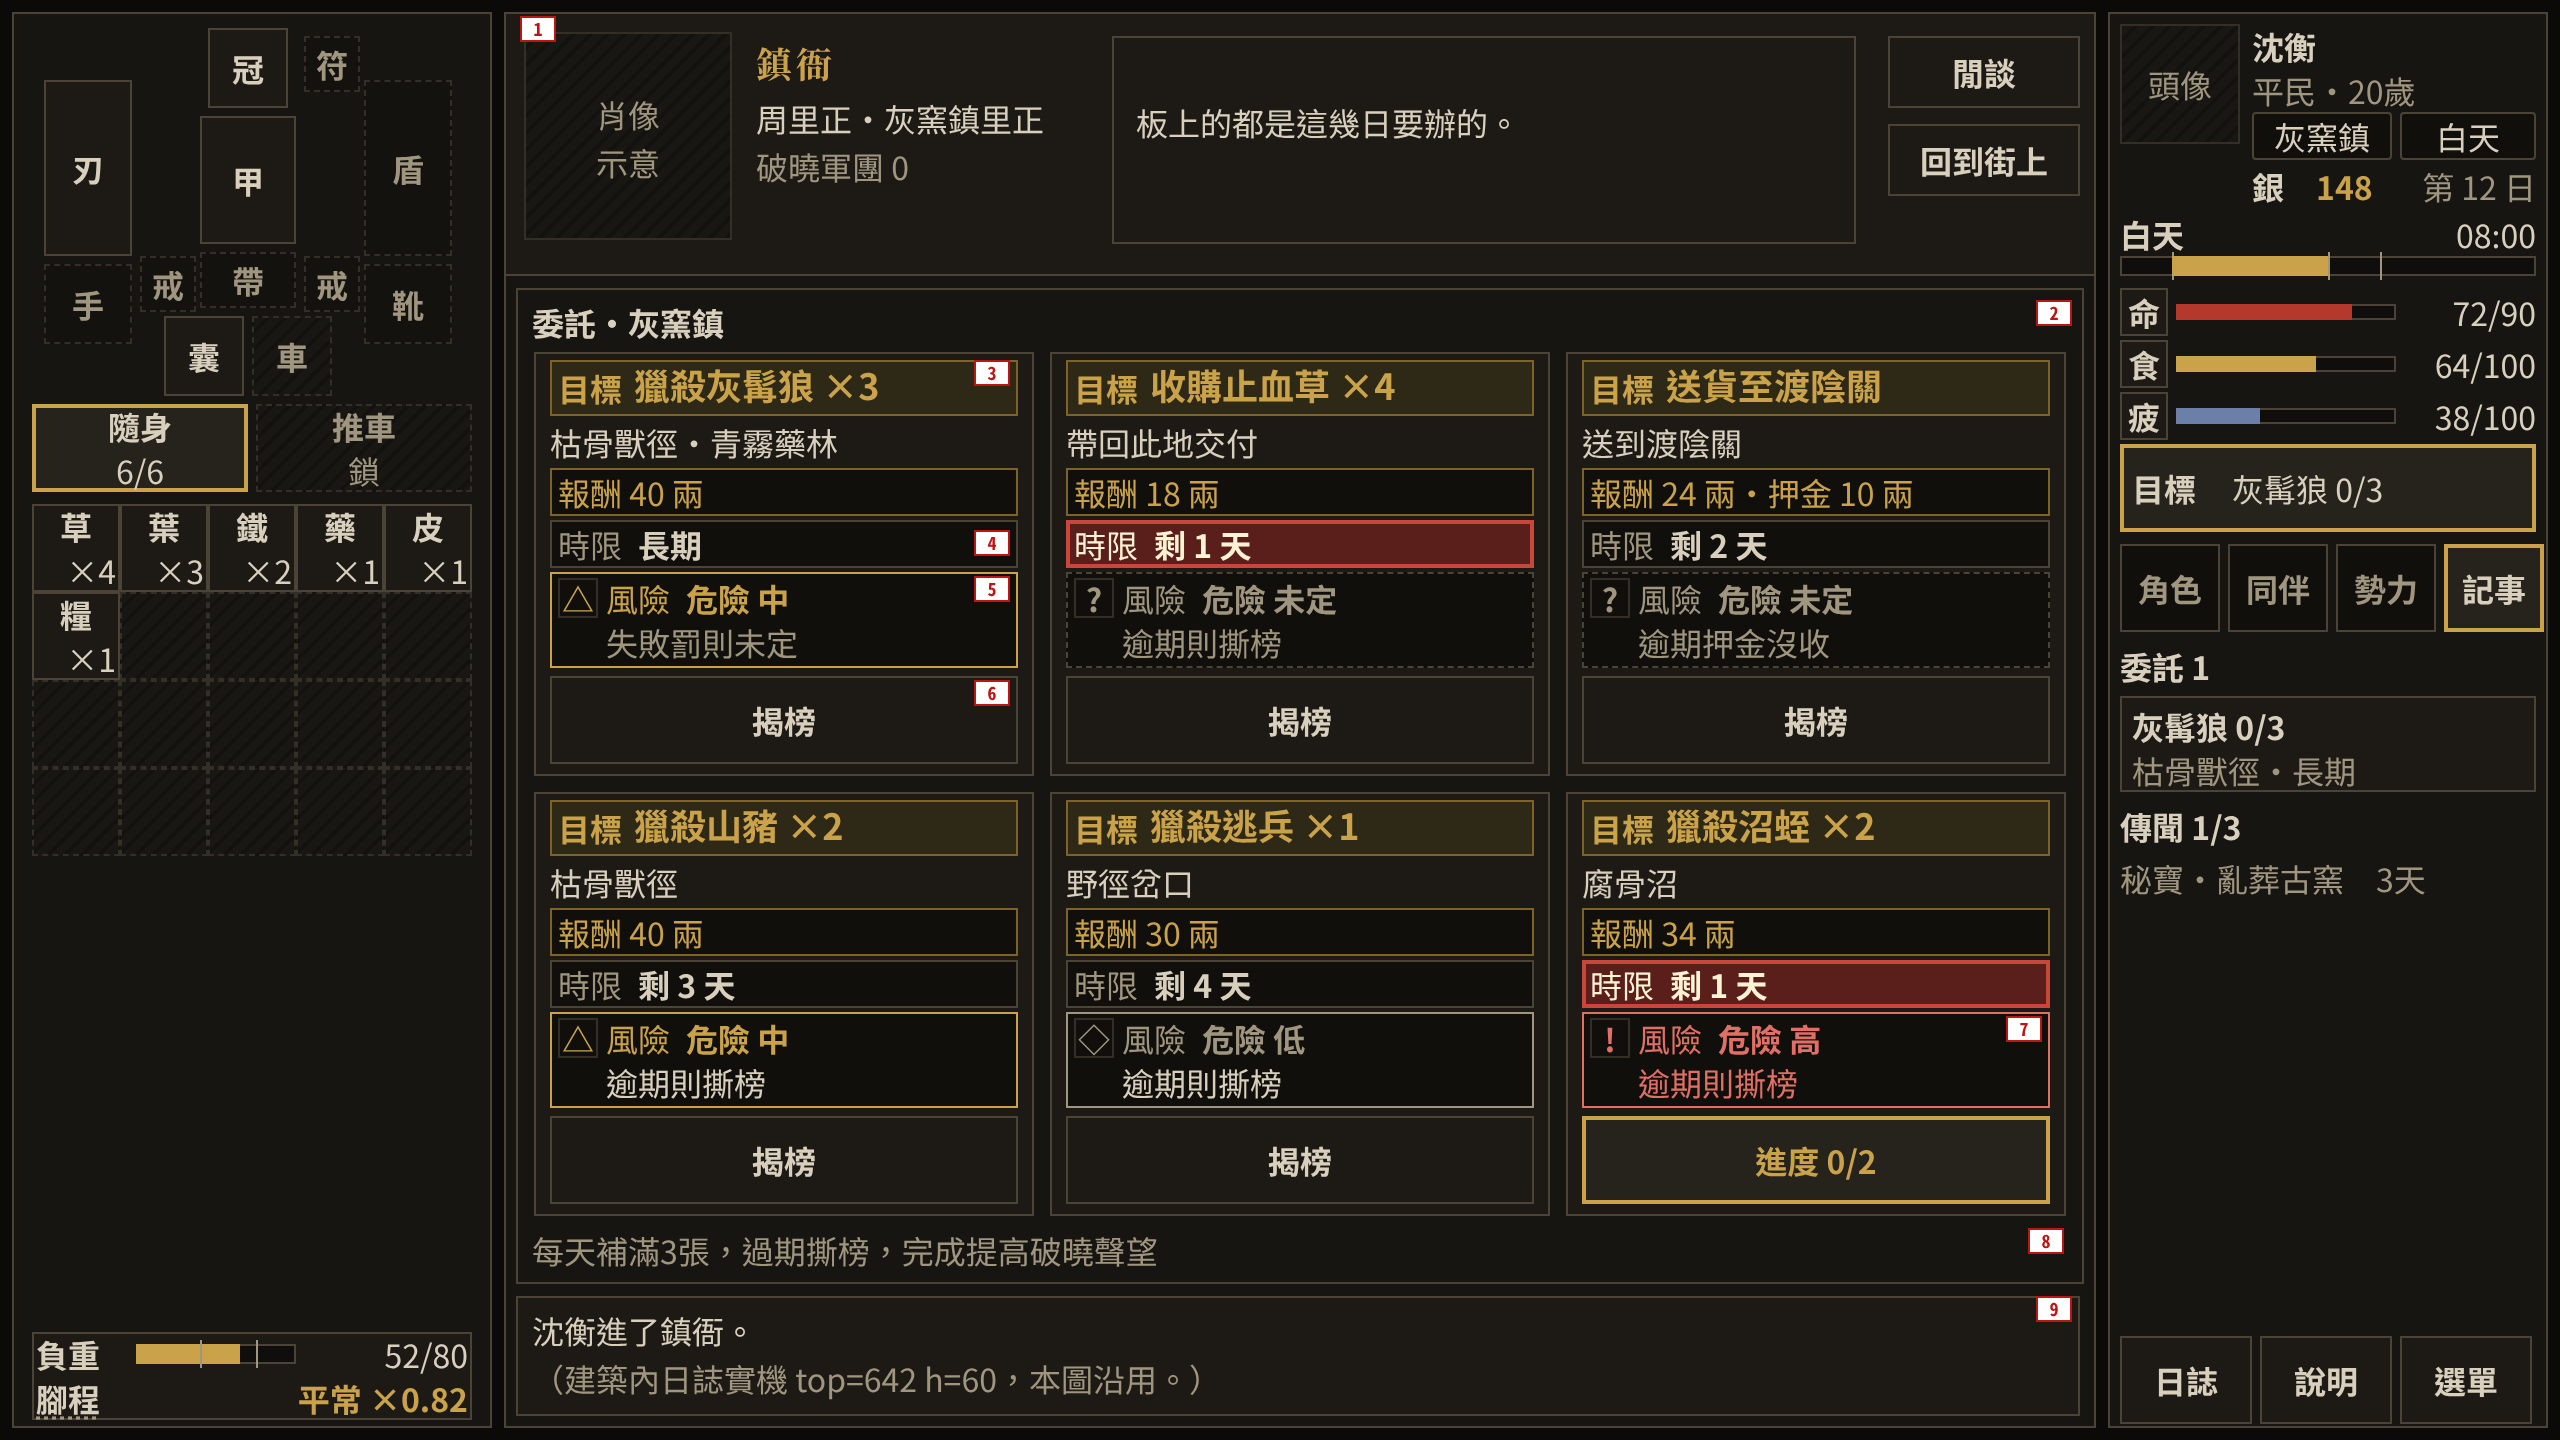 冠
符
刃
甲
盾
手
戒
帶
戒
靴
囊
車
隨身
6/6
推車
鎖
草
×4
葉
×3
鐵
×2
藥
×1
皮
×1
糧
×1
負重
52/80
腳程
平常 ×0.82
1
肖像
示意
鎮衙
周里正・灰窯鎮里正
破曉軍團 0
板上的都是這幾日要辦的。
閒談
回到街上
委託・灰窯鎮
2
目標 獵殺灰髯狼 ×3
3
枯骨獸徑・青霧藥林
報酬 40 兩
時限 長期
4
△ 風險 危險 中
5
失敗罰則未定
揭榜
6
目標 收購止血草 ×4
帶回此地交付
報酬 18 兩
時限 剩 1 天
? 風險 危險 未定
逾期則撕榜
揭榜
目標 送貨至渡陰關
送到渡陰關
報酬 24 兩・押金 10 兩
時限 剩 2 天
? 風險 危險 未定
逾期押金沒收
揭榜
目標 獵殺山豬 ×2
枯骨獸徑
報酬 40 兩
時限 剩 3 天
△ 風險 危險 中
逾期則撕榜
揭榜
目標 獵殺逃兵 ×1
野徑岔口
報酬 30 兩
時限 剩 4 天
◇ 風險 危險 低
逾期則撕榜
揭榜
目標 獵殺沼蛭 ×2
腐骨沼
報酬 34 兩
時限 剩 1 天
! 風險 危險 高
7
逾期則撕榜
進度 0/2
每天補滿3張，過期撕榜，完成提高破曉聲望
8
沈衡進了鎮衙。
9
（建築內日誌實機 top=642 h=60，本圖沿用。）
頭像
沈衡
平民・20歲
灰窯鎮
白天
銀 148
第 12 日
白天
08:00
命
72/90
食
64/100
疲
38/100
目標 灰髯狼 0/3
角色
同伴
勢力
記事
委託 1
灰髯狼 0/3
枯骨獸徑・長期
傳聞 1/3
秘寶・亂葬古窯 3天
日誌
說明
選單